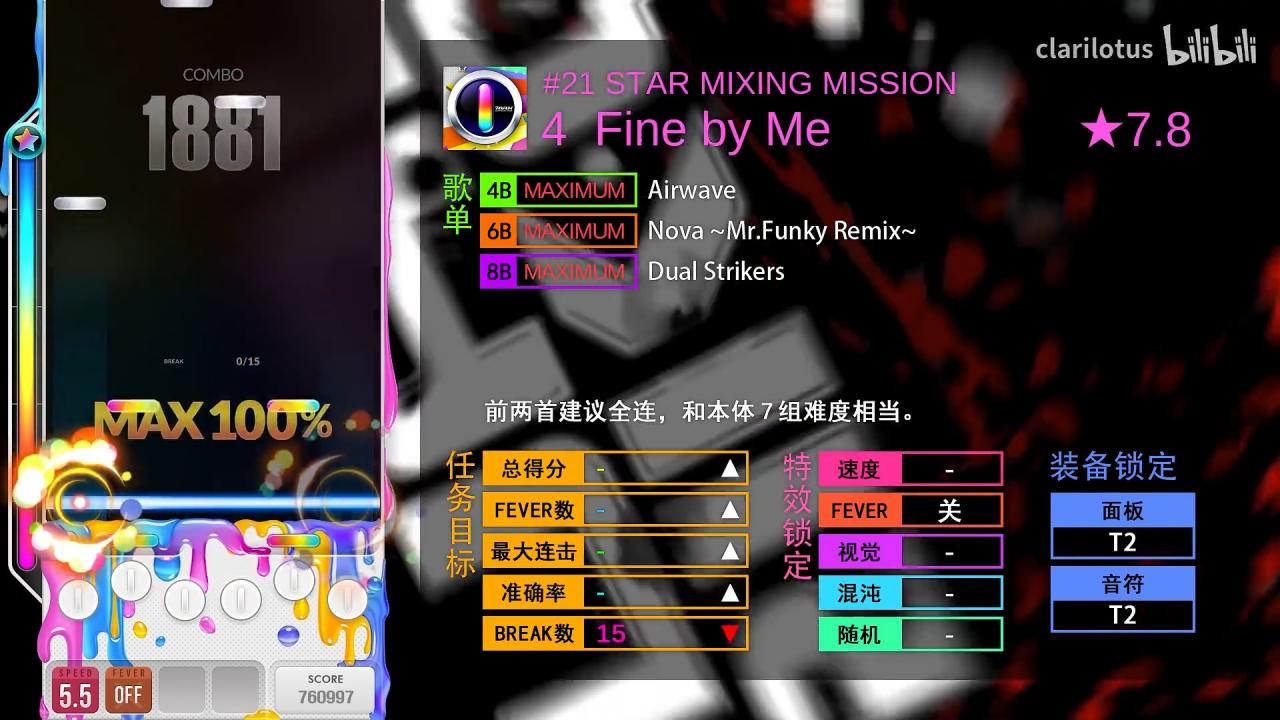 COMBO
1881
BREAK 0/15
MAX 100%
SPEED
5.5
FEVER
OFF
SCORE
760997
clarilotus bilibili
#21 STAR MIXING MISSION
4 Fine by Me
★7.8
歌单
4B MAXIMUM Airwave
6B MAXIMUM Nova ~Mr.Funky Remix~
8B MAXIMUM Dual Strikers
前两首建议全连，和本体7组难度相当。
任务目标
总得分 - ▲
FEVER数 - ▲
最大连击 - ▲
准确率 - ▲
BREAK数 15 ▼
特效锁定
速度 -
FEVER 关
视觉 -
混沌 -
随机 -
装备锁定
面板
T2
音符
T2